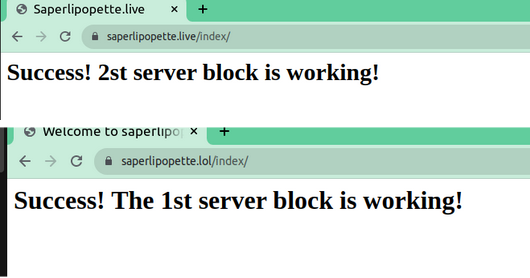 Saperlipopette.live
saperlipopette.live/index/
Success! 2st server block is working!
Welcome to saperlipo
saperlipopette.lol/index/
Success! The 1st server block is working!